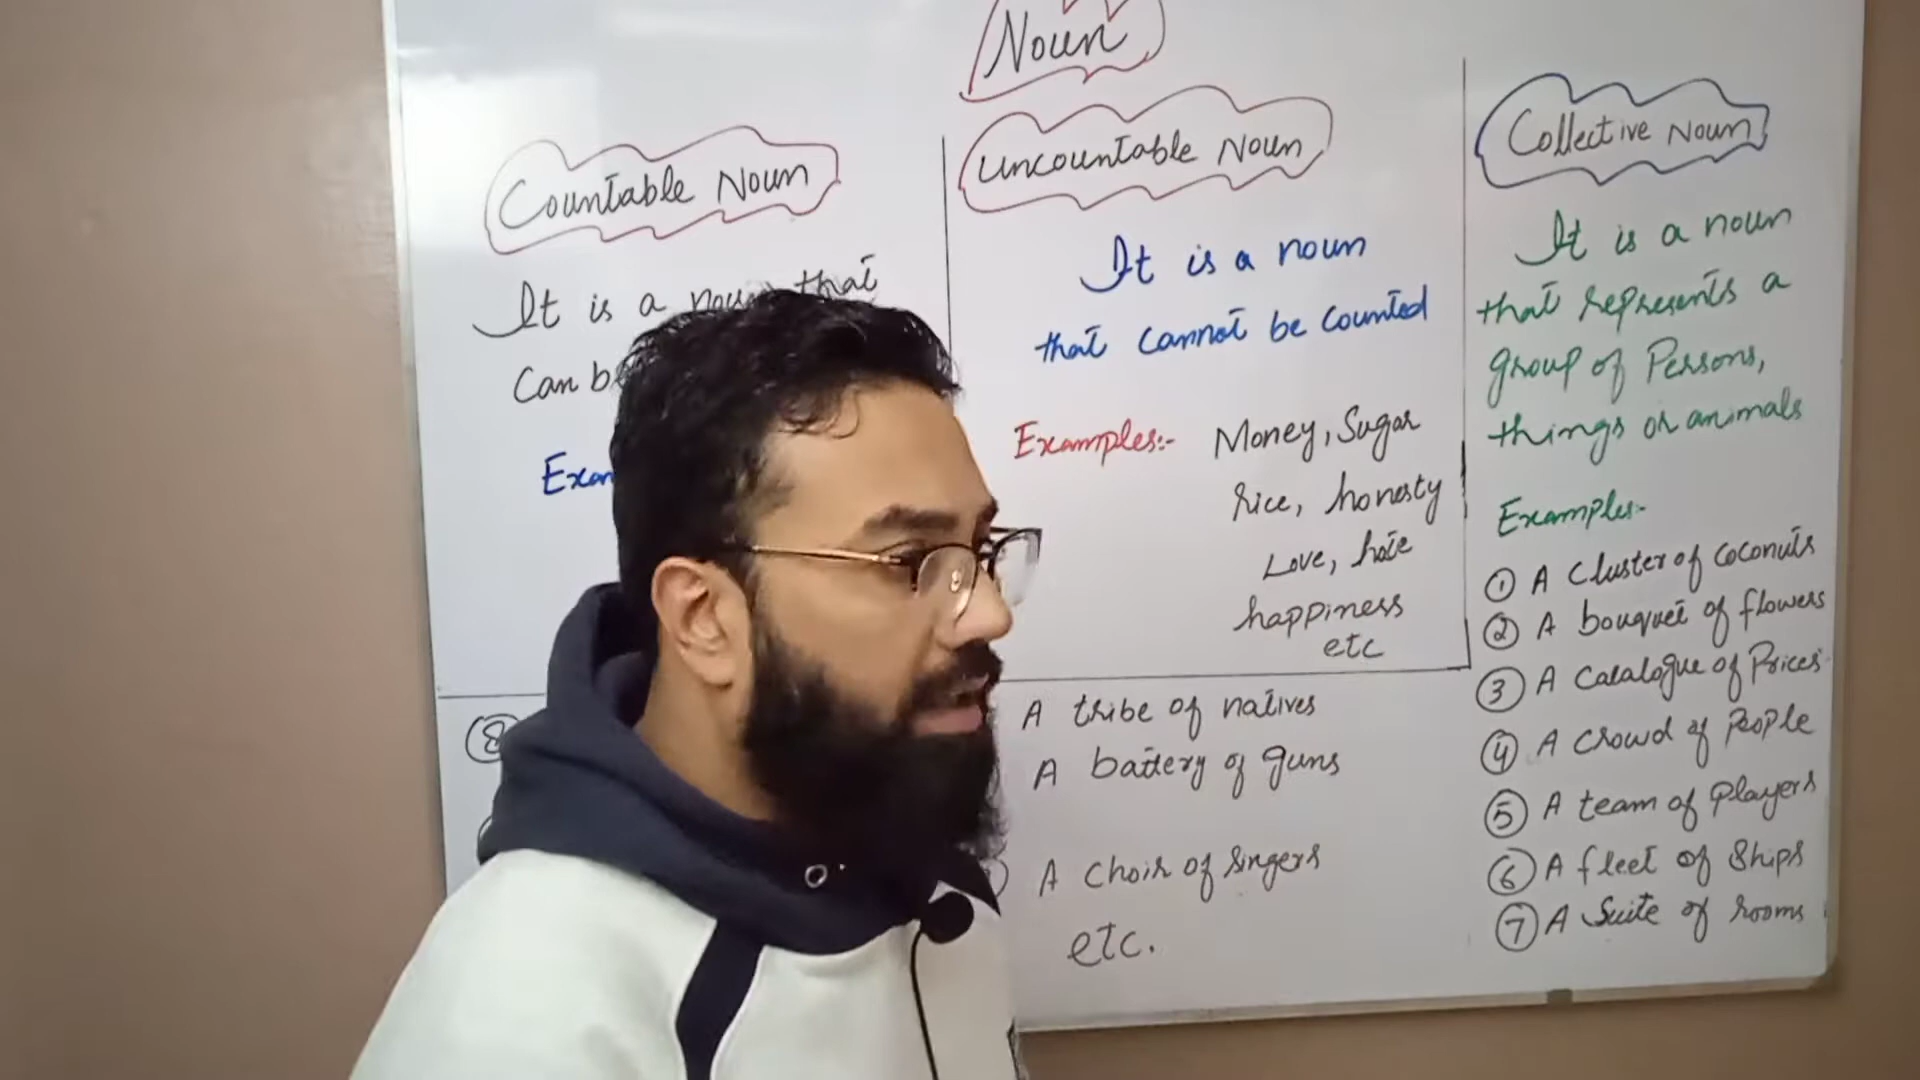 Noun
Countable Noun
It is a noun that
Can be
Uncountable Noun
It is a noun
that cannot be counted
Examples:- Money, Sugar
rice, honesty
Love, hate
happiness
etc
Collective Noun
It is a noun
that represents a
group of Persons,
things or animals
Examples:-
① A Cluster of coconuts
② A bouquet of flowers
③ A Catalogue of Prices
④ A crowd of People
⑤ A team of Players
⑥ A fleet of Ships
⑦ A Suite of rooms
⑧
A tribe of natives
A battery of guns
A choir of singers
etc.